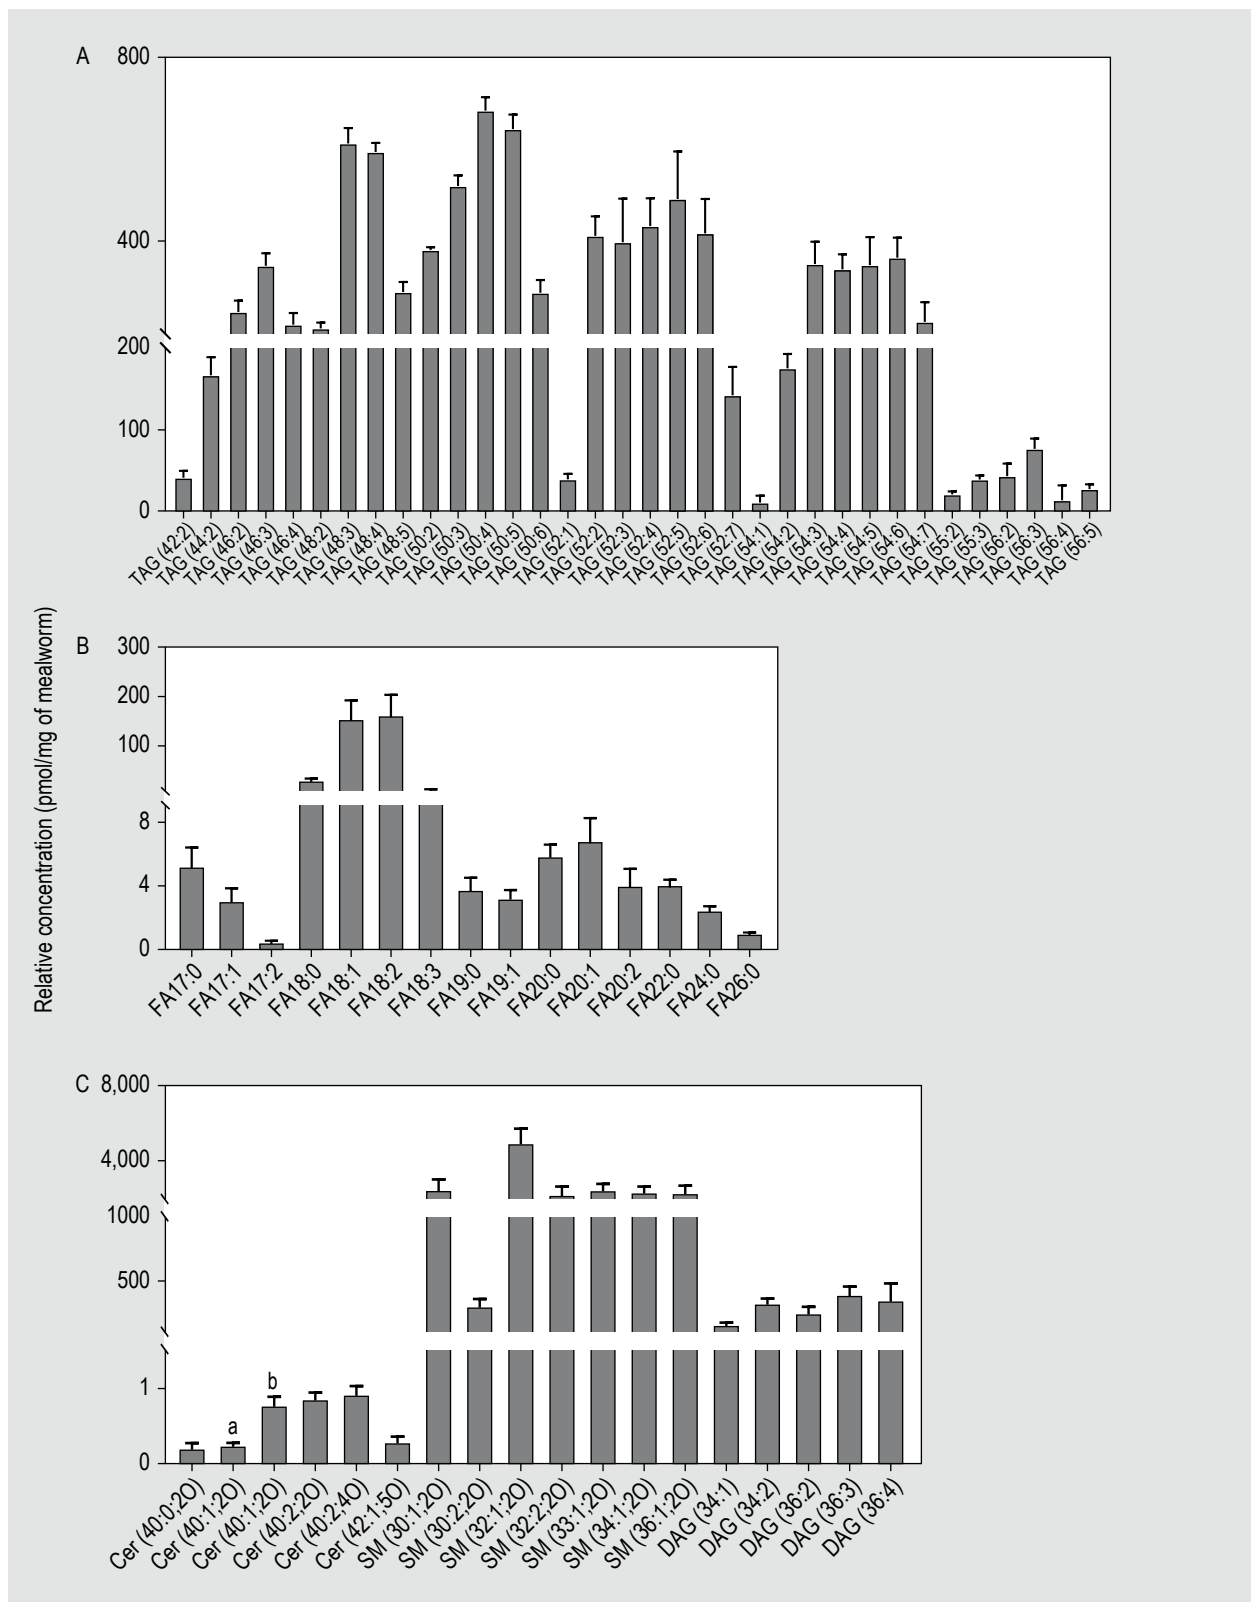 A
800
400
200
100
0
TAG (42:2)
TAG (44:2)
TAG (46:2)
TAG (46:3)
TAG (46:4)
TAG (48:2)
TAG (48:3)
TAG (48:4)
TAG (48:5)
TAG (50:2)
TAG (50:3)
TAG (50:4)
TAG (50:5)
TAG (50:6)
TAG (52:1)
TAG (52:2)
TAG (52:3)
TAG (52:4)
TAG (52:5)
TAG (52:6)
TAG (52:7)
TAG (54:1)
TAG (54:2)
TAG (54:3)
TAG (54:4)
TAG (54:5)
TAG (54:6)
TAG (54:7)
TAG (55:2)
TAG (55:3)
TAG (56:2)
TAG (56:3)
TAG (56:4)
TAG (56:5)
Relative concentration (pmol/mg of mealworm)
B
300
200
100
8
4
0
FA17:0
FA17:1
FA17:2
FA18:0
FA18:1
FA18:2
FA18:3
FA19:0
FA19:1
FA20:0
FA20:1
FA20:2
FA22:0
FA24:0
FA26:0
C
8,000
4,000
1000
500
1
0
a
b
Cer (40:0;2O)
Cer (40:1;2O)
Cer (40:1;2O)
Cer (40:2;2O)
Cer (40:2;4O)
Cer (42:1;5O)
SM (30:1;2O)
SM (30:2;2O)
SM (32:1;2O)
SM (32:2;2O)
SM (33:1;2O)
SM (34:1;2O)
SM (36:1;2O)
DAG (34:1)
DAG (34:2)
DAG (36:2)
DAG (36:3)
DAG (36:4)